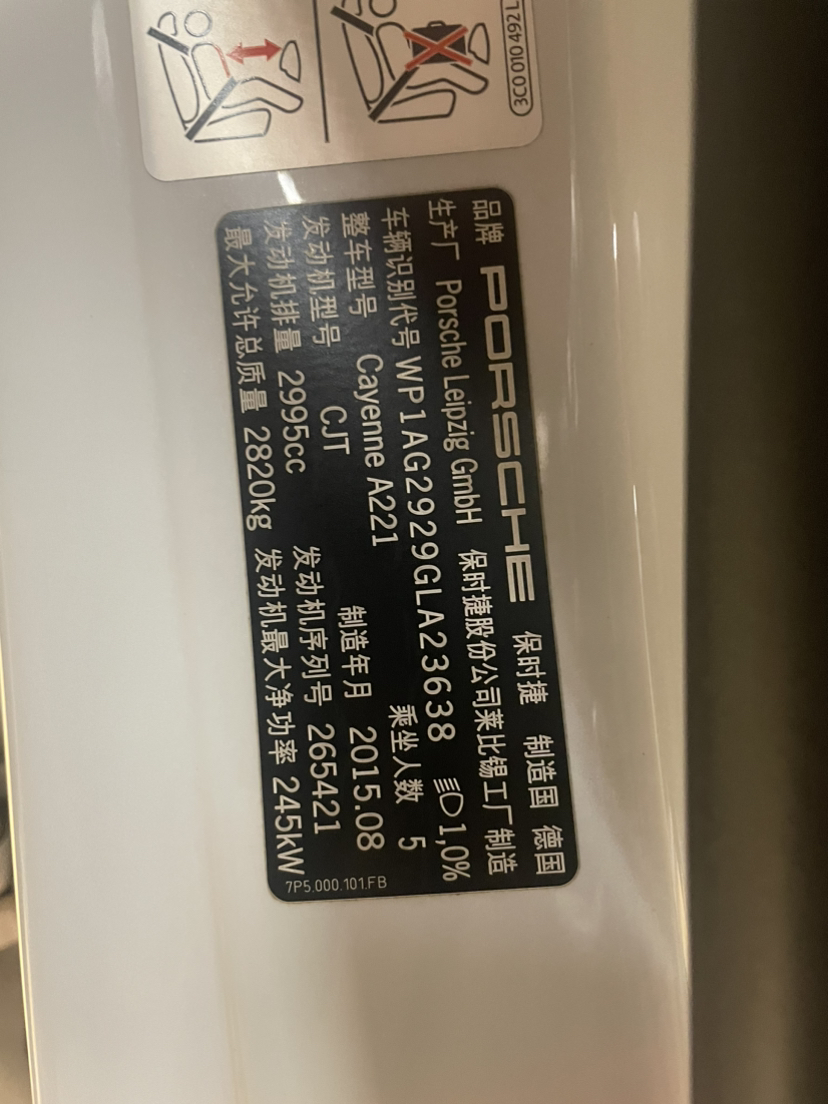 3C0 010 492 L
品牌 PORSCHE 保时捷 制造国 德国
生产厂 Porsche Leipzig GmbH 保时捷股份公司莱比锡工厂制造
车辆识别代号 WP1AG2929GLA23638 1,0%
整车型号 Cayenne A221 乘坐人数 5
发动机型号 CJT 制造年月 2015.08
发动机排量 2995cc 发动机序列号 265421
最大允许总质量 2820kg 发动机最大净功率 245kW
7P5.000.101.FB